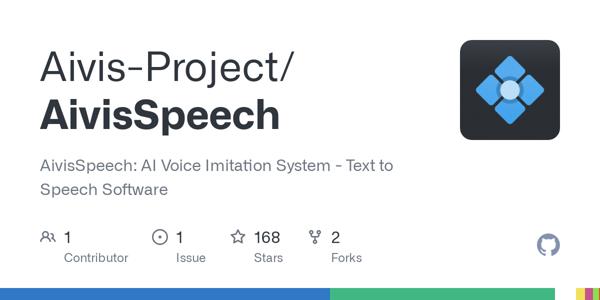 Aivis-Project/
AivisSpeech
AivisSpeech: AI Voice Imitation System - Text to
Speech Software
1 1 168 2
Contributor Issue Stars Forks